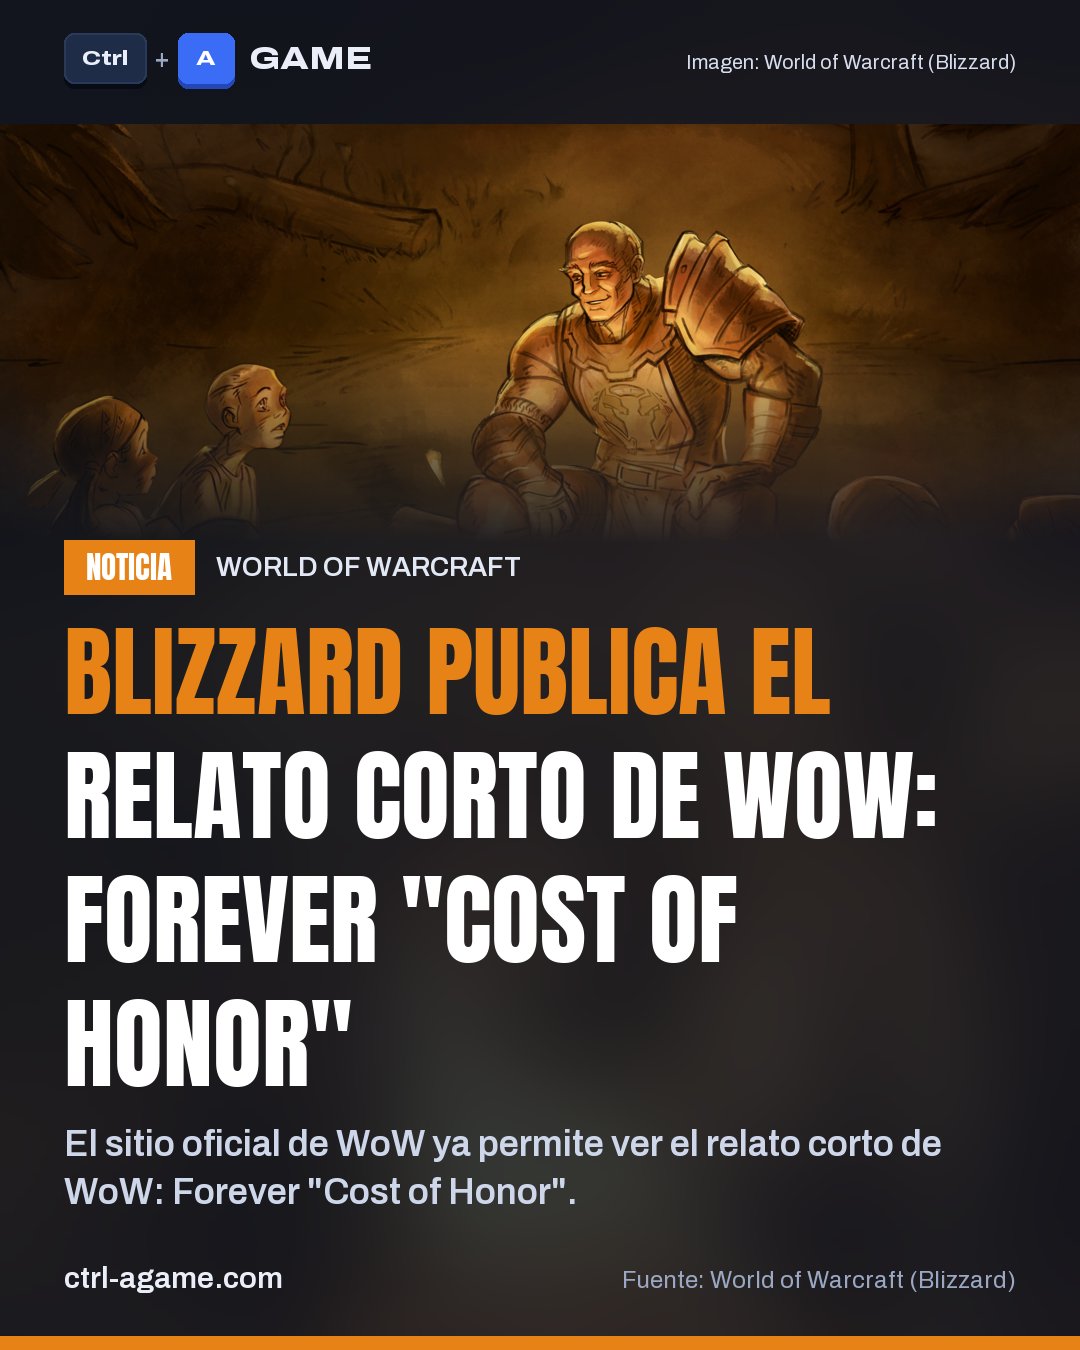 Ctrl + A GAME
Imagen: World of Warcraft (Blizzard)
NOTICIA WORLD OF WARCRAFT
BLIZZARD PUBLICA EL
RELATO CORTO DE WOW:
FOREVER "COST OF
HONOR"
El sitio oficial de WoW ya permite ver el relato corto de
WoW: Forever "Cost of Honor".
ctrl-agame.com
Fuente: World of Warcraft (Blizzard)